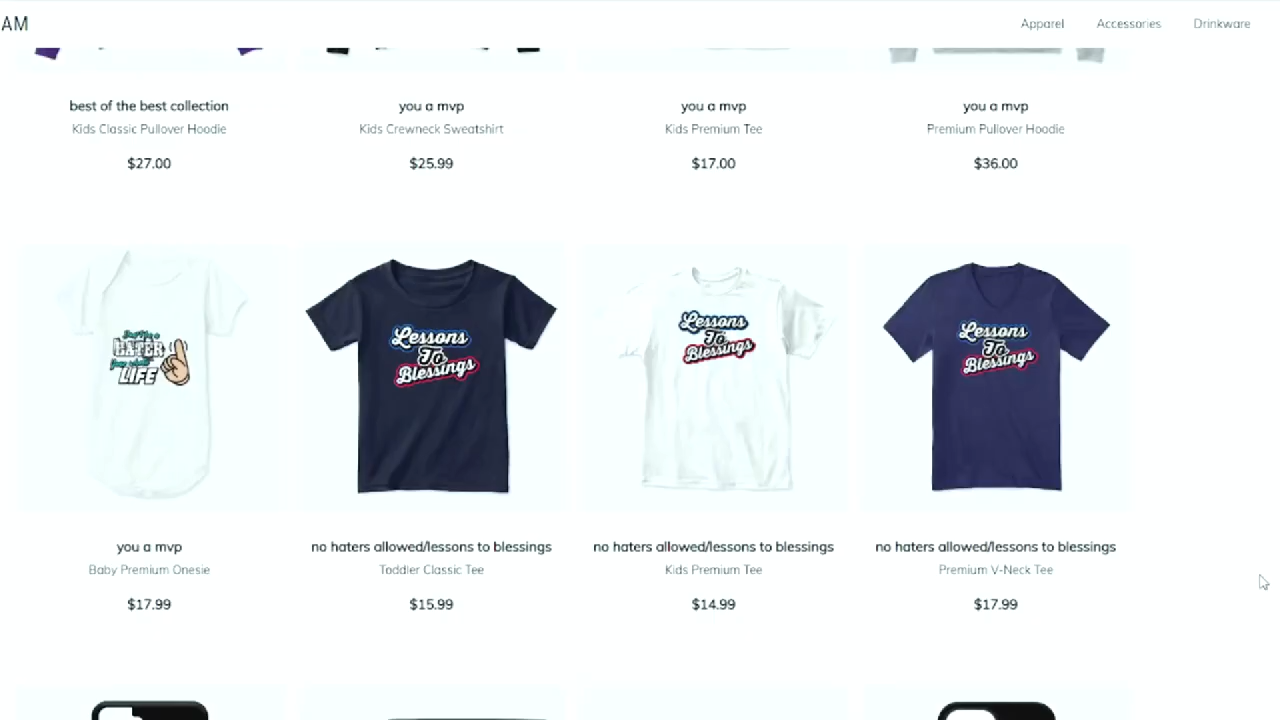 AM
Apparel Accessories Drinkware
best of the best collection
Kids Classic Pullover Hoodie
$27.00
you a mvp
Kids Crewneck Sweatshirt
$25.99
you a mvp
Kids Premium Tee
$17.00
you a mvp
Premium Pullover Hoodie
$36.00
HATER
LIFE
Lessons
To
Blessings
Lessons
To
Blessings
Lessons
To
Blessings
you a mvp
Baby Premium Onesie
$17.99
no haters allowed/lessons to blessings
Toddler Classic Tee
$15.99
no haters allowed/lessons to blessings
Kids Premium Tee
$14.99
no haters allowed/lessons to blessings
Premium V-Neck Tee
$17.99